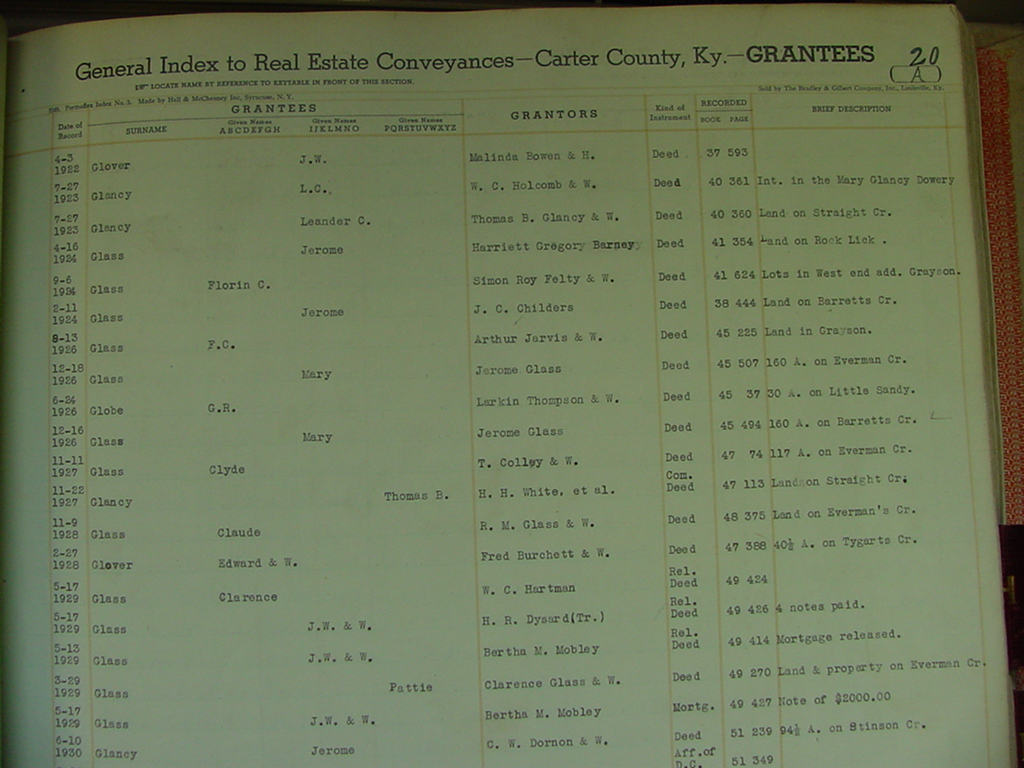 General Index to Real Estate Conveyances—Carter County, Ky.—GRANTEES 20
(A)
LOCATE NAME BY REFERENCE TO KEYTABLE IN FRONT OF THIS SECTION.
Index No. 3. Made by Hall & McChesney Inc, Syracuse, N. Y. Sold by The Bradley & Gilbert Company, Inc., Louisville, Ky.
GRANTEES GRANTORS Kind of Instrument RECORDED BRIEF DESCRIPTION
Date of Record SURNAME Given Names ABCDEFGH Given Names IJKLMNO Given Names PQRSTUVWXYZ BOOK PAGE
4-3 1922 Glover J.W. Malinda Bowen & H. Deed 37 593
7-27 1923 Glancy L.C. W. C. Holcomb & W. Deed 40 361 Int. in the Mary Glancy Dowery
7-27 1923 Glancy Leander C. Thomas B. Glancy & W. Deed 40 360 Land on Straight Cr.
4-16 1924 Glass Jerome Harriett Gregory Barney Deed 41 354 Land on Rock Lick .
9-6 1924 Glass Florin C. Simon Roy Felty & W. Deed 41 624 Lots in West end add. Grayson.
2-11 1924 Glass Jerome J. C. Childers Deed 38 444 Land on Barretts Cr.
8-13 1926 Glass F.C. Arthur Jarvis & W. Deed 45 225 Land in Grayson.
12-18 1926 Glass Mary Jerome Glass Deed 45 507 160 A. on Everman Cr.
6-24 1926 Globe G.R. Larkin Thompson & W. Deed 45 37 30 A. on Little Sandy.
12-16 1926 Glass Mary Jerome Glass Deed 45 494 160 A. on Barretts Cr.
11-11 1927 Glass Clyde T. Colley & W. Deed 47 74 117 A. on Everman Cr.
11-22 1927 Glancy Thomas B. H. H. White, et al. Com. Deed 47 113 Land on Straight Cr.
11-9 1928 Glass Claude R. M. Glass & W. Deed 48 375 Land on Everman's Cr.
2-27 1928 Glover Edward & W. Fred Burchett & W. Deed 47 388 40½ A. on Tygarts Cr.
5-17 1929 Glass Clarence W. C. Hartman Rel. Deed 49 424
5-17 1929 Glass J.W. & W. H. R. Dysard(Tr.) Rel. Deed 49 426 4 notes paid.
5-13 1929 Glass J.W. & W. Bertha M. Mobley Rel. Deed 49 414 Mortgage released.
3-29 1929 Glass Pattie Clarence Glass & W. Deed 49 270 Land & property on Everman Cr.
5-17 1929 Glass J.W. & W. Bertha M. Mobley Mortg. 49 427 Note of $2000.00
6-10 1930 Glancy Jerome C. W. Dornon & W. Deed 51 239 94½ A. on Stinson Cr.
Aff.of D.C. 51 349